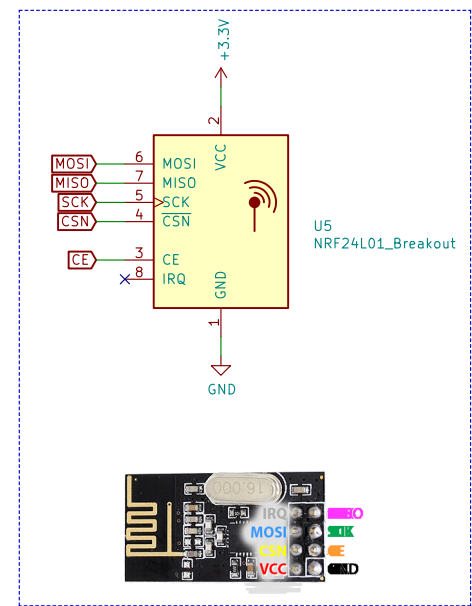 +3.3V
2
VCC
MOSI 6 MOSI
MISO 7 MISO
SCK 5 SCK
CSN 4 CSN
CE 3 CE
8 IRQ
GND
1
GND
U5
NRF24L01_Breakout
16.000
IRQ
MOSI
CSN
VCC GND